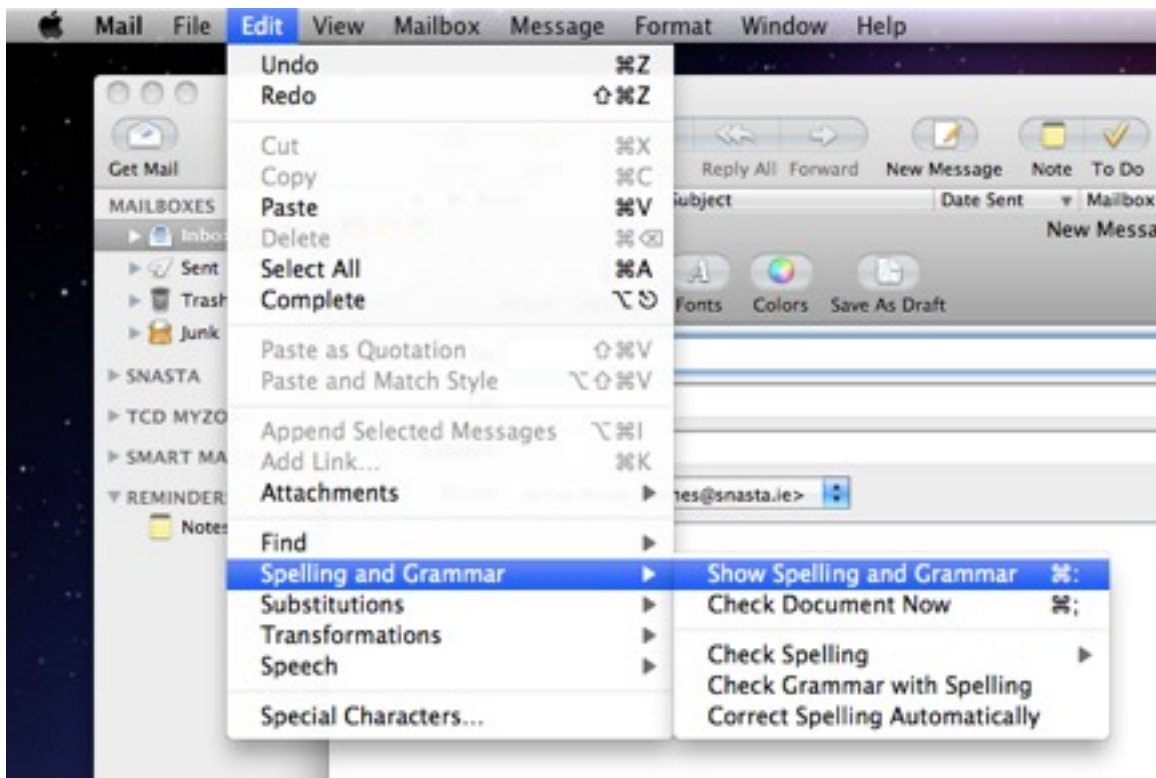 Mail File Edit View Mailbox Message Format Window Help
Undo ⌘Z
Redo ⇧⌘Z
Cut ⌘X
Copy ⌘C
Paste ⌘V
Delete ⌘⌫
Select All ⌘A
Complete ⌥⎋
Paste as Quotation ⇧⌘V
Paste and Match Style ⌥⇧⌘V
Append Selected Messages ⌥⌘I
Add Link... ⌘K
Attachments
Find
Spelling and Grammar
Substitutions
Transformations
Speech
Special Characters...
Show Spelling and Grammar ⌘:
Check Document Now ⌘;
Check Spelling
Check Grammar with Spelling
Correct Spelling Automatically
Get Mail
MAILBOXES
Inbo
Sent
Trash
Junk
SNASTA
TCD MYZO
SMART MA
REMINDER
Notes
Reply All Forward New Message Note To Do
Subject Date Sent Mailbox
New Messa
Fonts Colors Save As Draft
nes@snasta.ie>